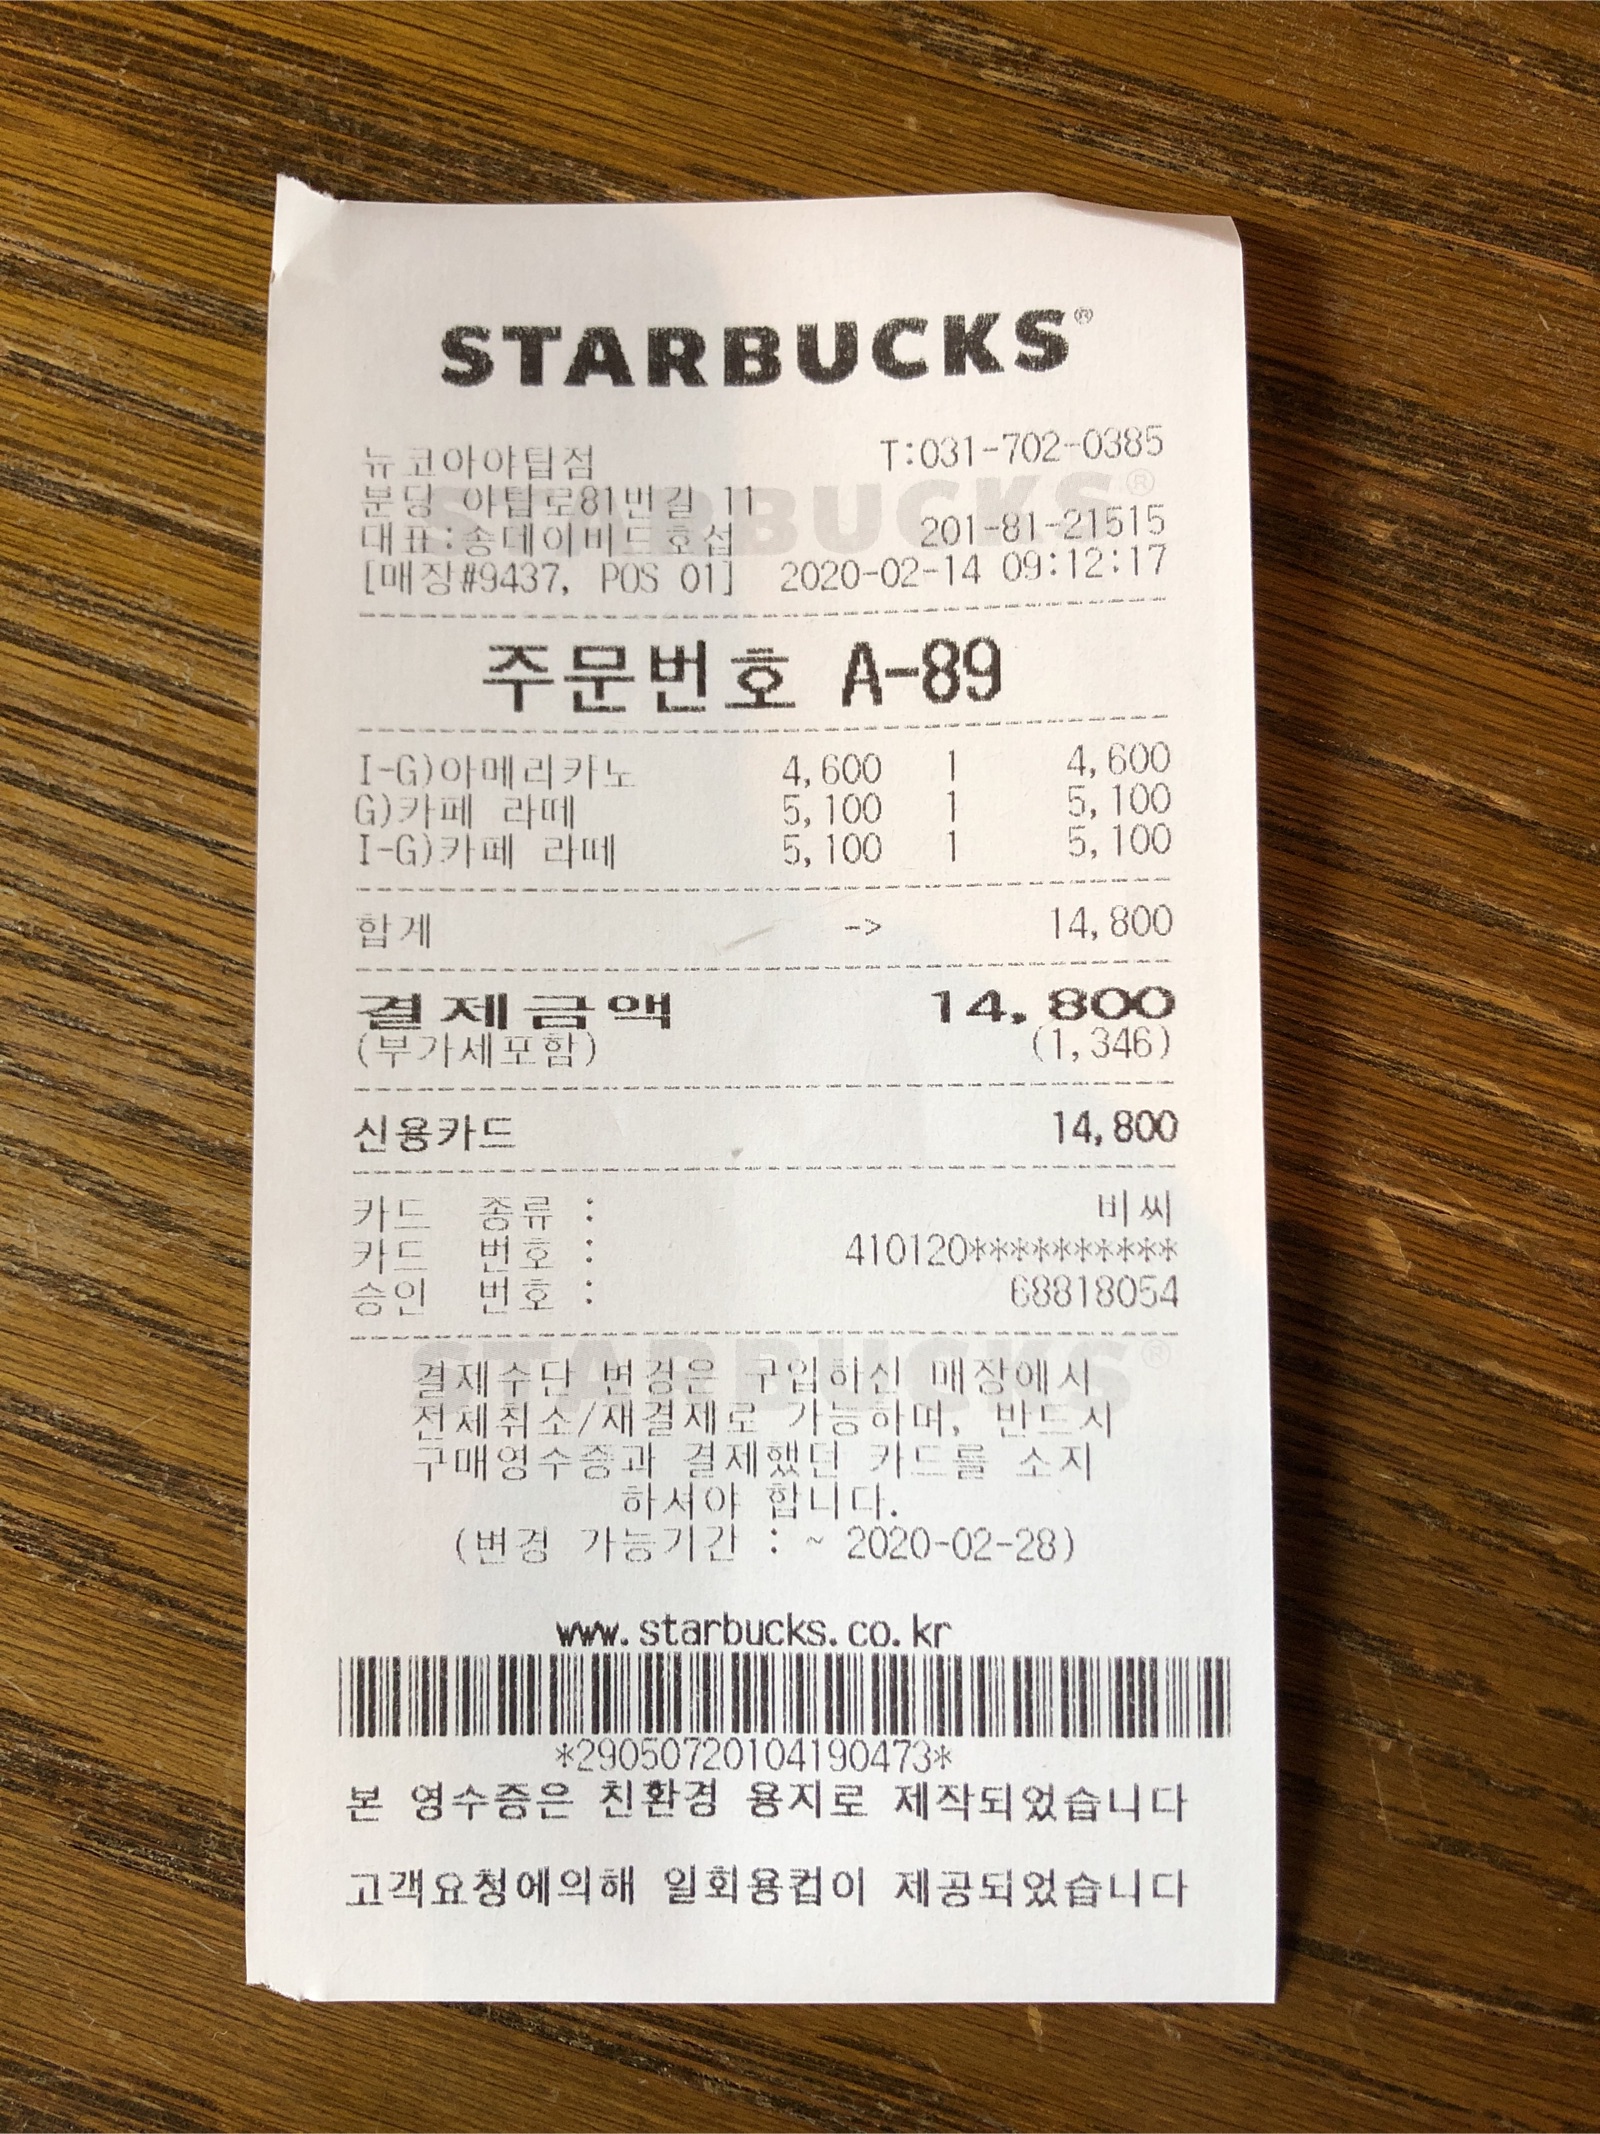 STARBUCKS®
뉴코아야탑점 T:031-702-0385
분당 야탑로81번길 11
대표:송데이비드호섭 201-81-21515
[매장#9437, POS 01] 2020-02-14 09:12:17
주문번호 A-89
I-G)아메리카노 4,600 1 4,600
G)카페 라떼 5,100 1 5,100
I-G)카페 라떼 5,100 1 5,100
합계 -> 14,800
결제금액 14,800
(부가세포함) (1,346)
신용카드 14,800
카드 종류 : 비씨
카드 번호 : 410120**********
승인 번호 : 68818054
STARBUCKS®
결제수단 변경은 구입하신 매장에서
전체취소/재결제로 가능하며, 반드시
구매영수증과 결제했던 카드를 소지
하셔야 합니다.
(변경 가능기간 : ~ 2020-02-28)
www.starbucks.co.kr
*29050720104190473*
본 영수증은 친환경 용지로 제작되었습니다
고객요청에의해 일회용컵이 제공되었습니다